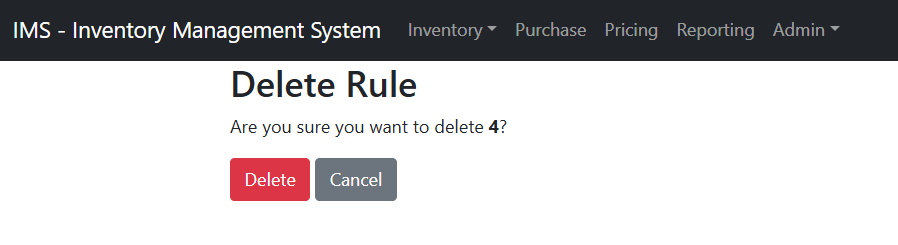 IMS - Inventory Management System Inventory Purchase Pricing Reporting Admin
Delete Rule
Are you sure you want to delete 4?
Delete Cancel